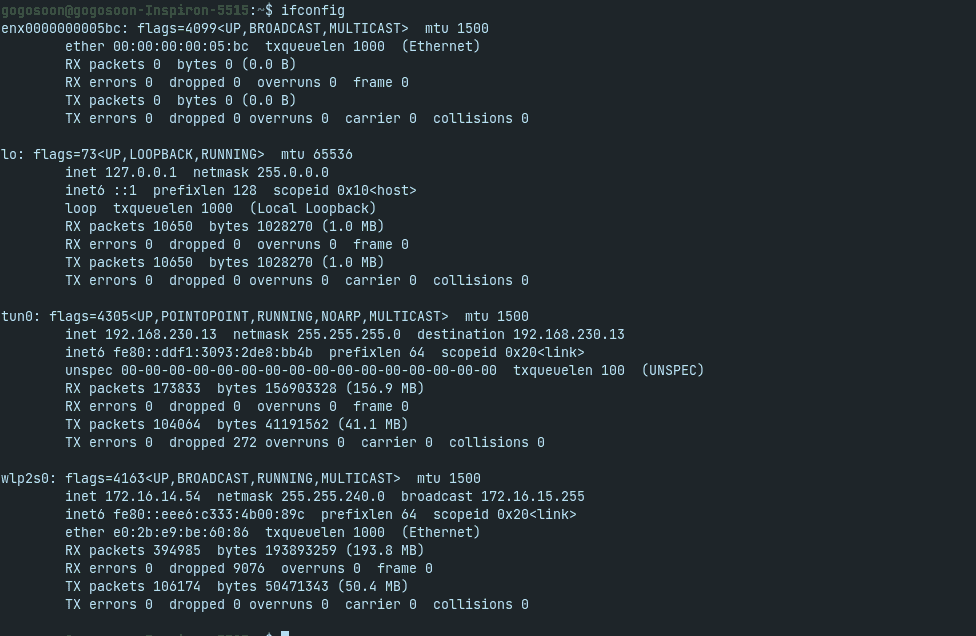 gogosoon@gogosoon-Inspiron-5515:~$ ifconfig
enx0000000005bc: flags=4099<UP,BROADCAST,MULTICAST>  mtu 1500
        ether 00:00:00:00:05:bc  txqueuelen 1000  (Ethernet)
        RX packets 0  bytes 0 (0.0 B)
        RX errors 0  dropped 0  overruns 0  frame 0
        TX packets 0  bytes 0 (0.0 B)
        TX errors 0  dropped 0 overruns 0  carrier 0  collisions 0

lo: flags=73<UP,LOOPBACK,RUNNING>  mtu 65536
        inet 127.0.0.1  netmask 255.0.0.0
        inet6 ::1  prefixlen 128  scopeid 0x10<host>
        loop  txqueuelen 1000  (Local Loopback)
        RX packets 10650  bytes 1028270 (1.0 MB)
        RX errors 0  dropped 0  overruns 0  frame 0
        TX packets 10650  bytes 1028270 (1.0 MB)
        TX errors 0  dropped 0 overruns 0  carrier 0  collisions 0

tun0: flags=4305<UP,POINTOPOINT,RUNNING,NOARP,MULTICAST>  mtu 1500
        inet 192.168.230.13  netmask 255.255.255.0  destination 192.168.230.13
        inet6 fe80::ddf1:3093:2de8:bb4b  prefixlen 64  scopeid 0x20<link>
        unspec 00-00-00-00-00-00-00-00-00-00-00-00-00-00-00-00  txqueuelen 100  (UNSPEC)
        RX packets 173833  bytes 156903328 (156.9 MB)
        RX errors 0  dropped 0  overruns 0  frame 0
        TX packets 104064  bytes 41191562 (41.1 MB)
        TX errors 0  dropped 272 overruns 0  carrier 0  collisions 0

wlp2s0: flags=4163<UP,BROADCAST,RUNNING,MULTICAST>  mtu 1500
        inet 172.16.14.54  netmask 255.255.240.0  broadcast 172.16.15.255
        inet6 fe80::eee6:c333:4b00:89c  prefixlen 64  scopeid 0x20<link>
        ether e0:2b:e9:be:60:86  txqueuelen 1000  (Ethernet)
        RX packets 394985  bytes 193893259 (193.8 MB)
        RX errors 0  dropped 9076  overruns 0  frame 0
        TX packets 106174  bytes 50471343 (50.4 MB)
        TX errors 0  dropped 0 overruns 0  carrier 0  collisions 0